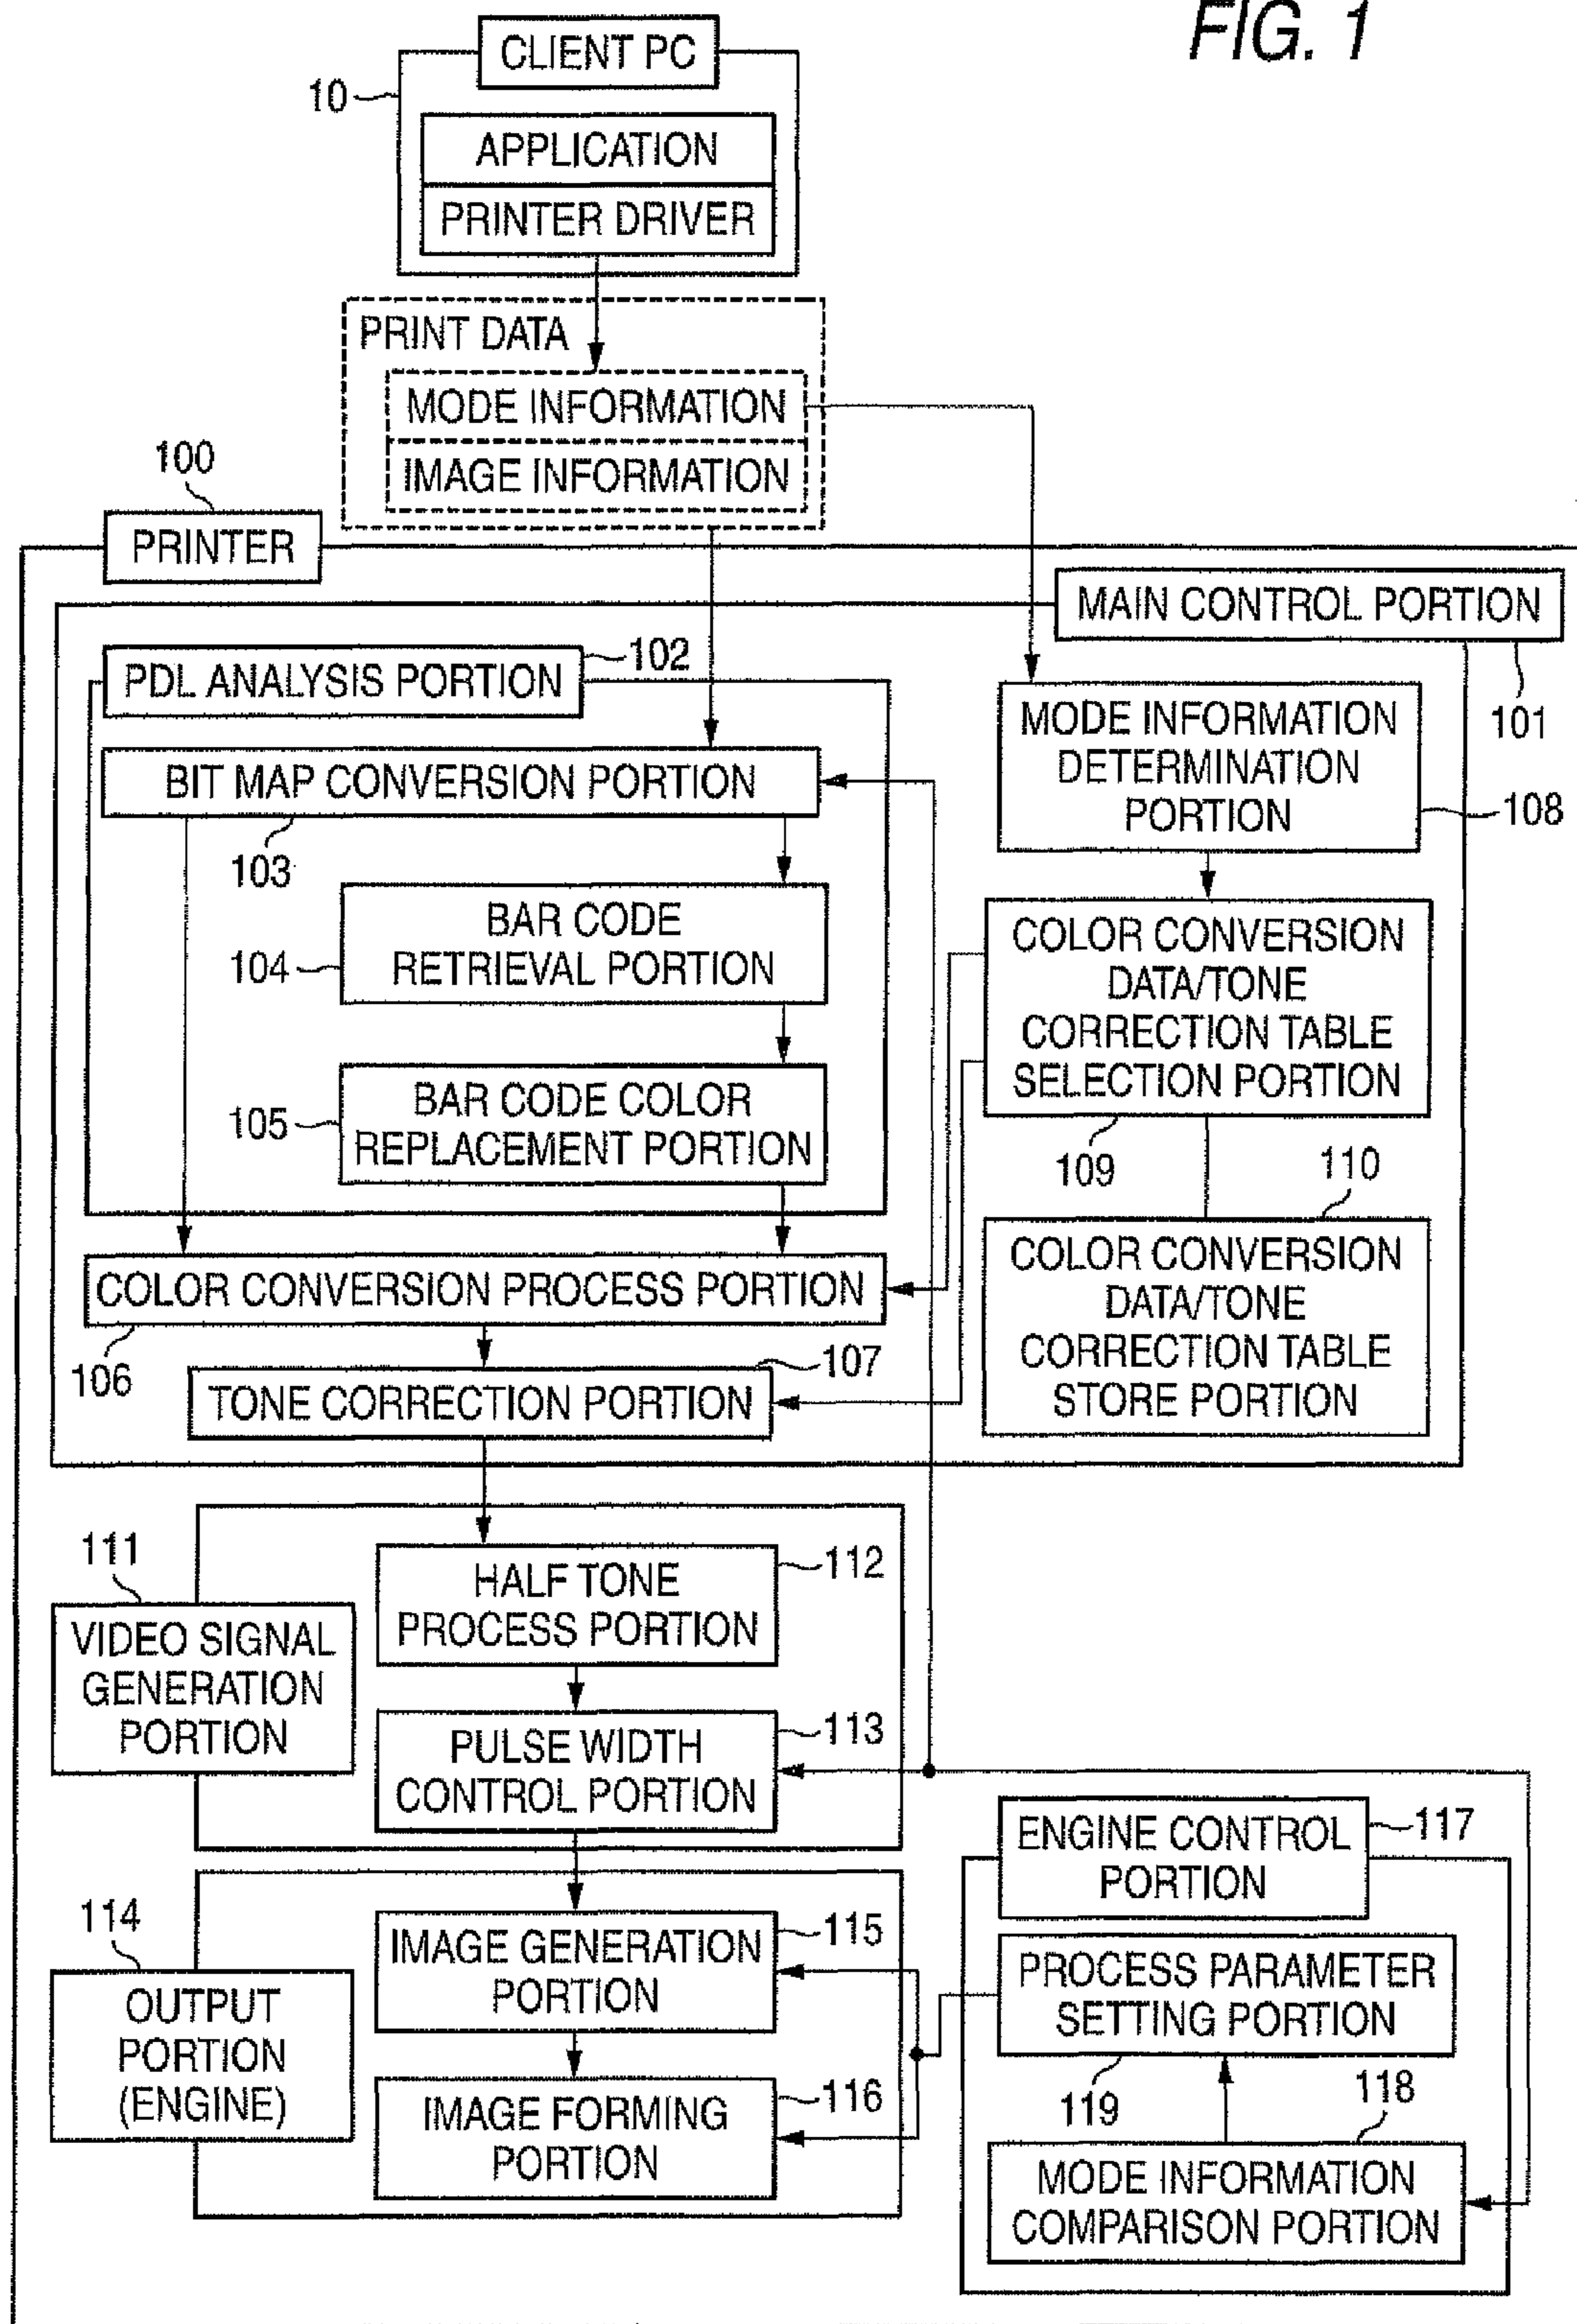 FIG. 1
CLIENT PC
10
APPLICATION
PRINTER DRIVER
PRINT DATA
MODE INFORMATION
IMAGE INFORMATION
100
PRINTER
MAIN CONTROL PORTION
101
PDL ANALYSIS PORTION
102
BIT MAP CONVERSION PORTION
103
BAR CODE
RETRIEVAL PORTION
104
BAR CODE COLOR
REPLACEMENT PORTION
105
COLOR CONVERSION PROCESS PORTION
106
107
TONE CORRECTION PORTION
MODE INFORMATION
DETERMINATION
PORTION
108
COLOR CONVERSION
DATA/TONE
CORRECTION TABLE
SELECTION PORTION
109
110
COLOR CONVERSION
DATA/TONE
CORRECTION TABLE
STORE PORTION
111
VIDEO SIGNAL
GENERATION
PORTION
HALF TONE
PROCESS PORTION
112
PULSE WIDTH
CONTROL PORTION
113
114
OUTPUT
PORTION
(ENGINE)
IMAGE GENERATION
PORTION
115
IMAGE FORMING
PORTION
116
ENGINE CONTROL
PORTION
117
PROCESS PARAMETER
SETTING PORTION
119
118
MODE INFORMATION
COMPARISON PORTION